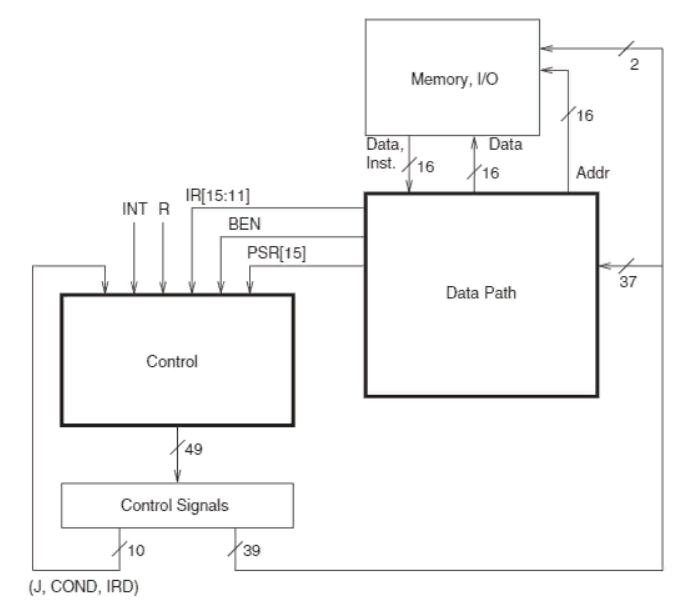 Memory, I/O
2
16
Data,
Inst.
16
Data
16
Addr
IR[15:11]
INT R
BEN
PSR[15]
37
Data Path
Control
49
Control Signals
10
39
(J, COND, IRD)